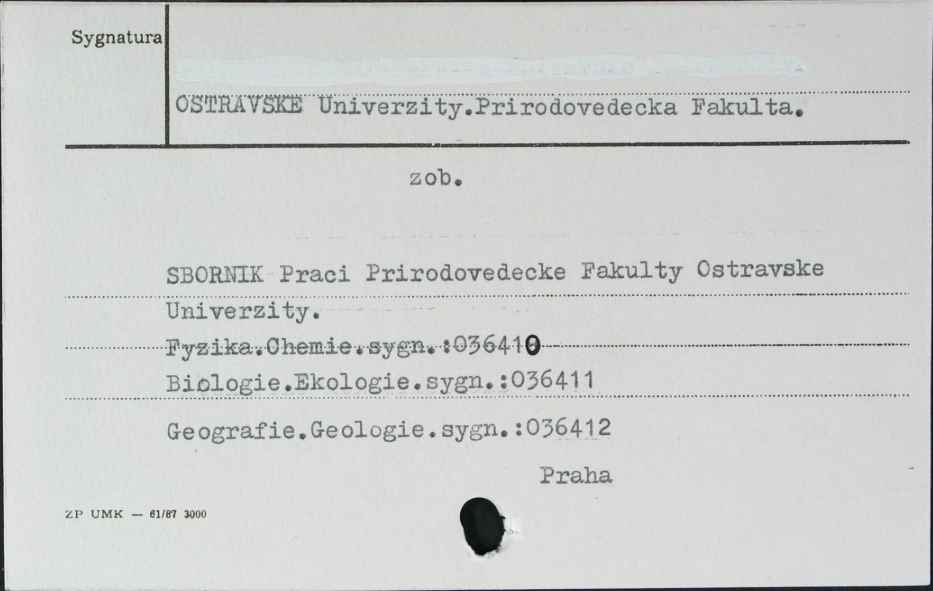 Sygnatura
OSTRAVSKE Univerzity.Prirodovedecka Fakulta.
zob.
SBORNIK Praci Prirodovedecke Fakulty Ostravske
Univerzity.
Fyzika.Chemie.sygn.:036410
Biologie.Ekologie.sygn.:036411
Geografie.Geologie.sygn.:036412
Praha
ZP UMK — 61/87 3000